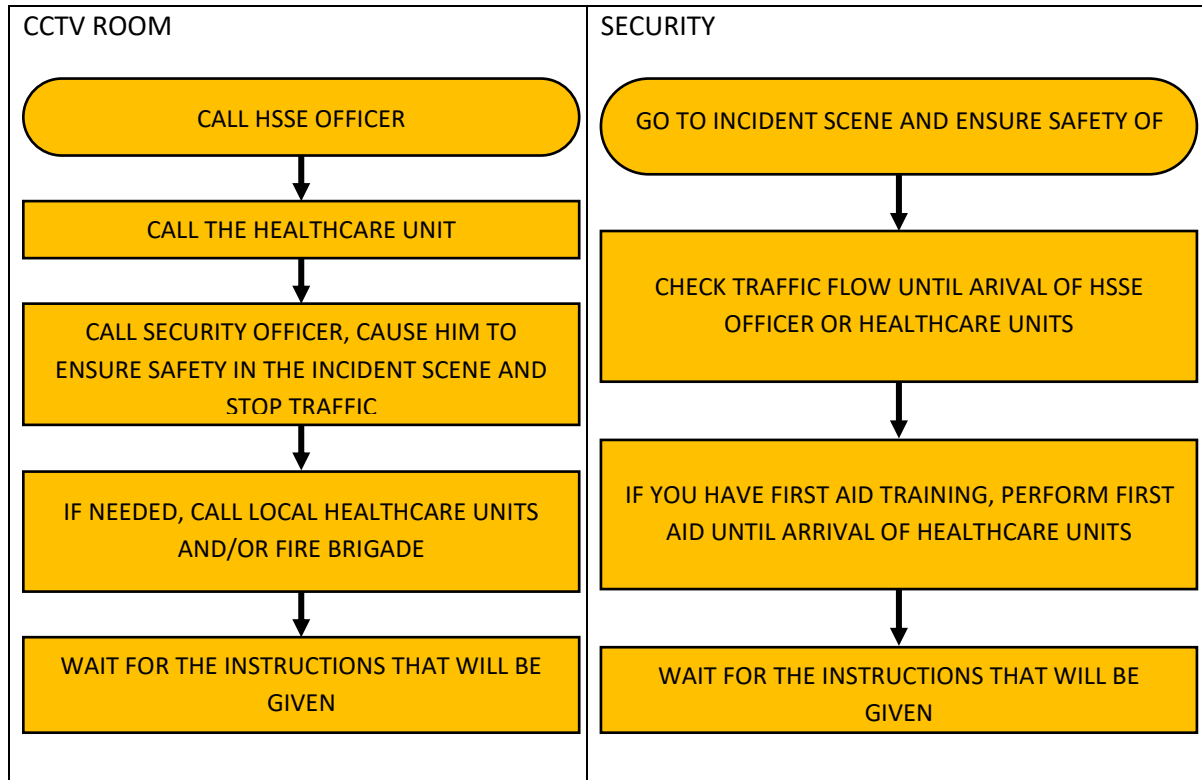 CCTV ROOM
CALL HSSE OFFICER
CALL THE HEALTHCARE UNIT
CALL SECURITY OFFICER, CAUSE HIM TO
ENSURE SAFETY IN THE INCIDENT SCENE AND
STOP TRAFFIC
IF NEEDED, CALL LOCAL HEALTHCARE UNITS
AND/OR FIRE BRIGADE
WAIT FOR THE INSTRUCTIONS THAT WILL BE
GIVEN
SECURITY
GO TO INCIDENT SCENE AND ENSURE SAFETY OF
CHECK TRAFFIC FLOW UNTIL ARIVAL OF HSSE
OFFICER OR HEALTHCARE UNITS
IF YOU HAVE FIRST AID TRAINING, PERFORM FIRST
AID UNTIL ARRIVAL OF HEALTHCARE UNITS
WAIT FOR THE INSTRUCTIONS THAT WILL BE
GIVEN